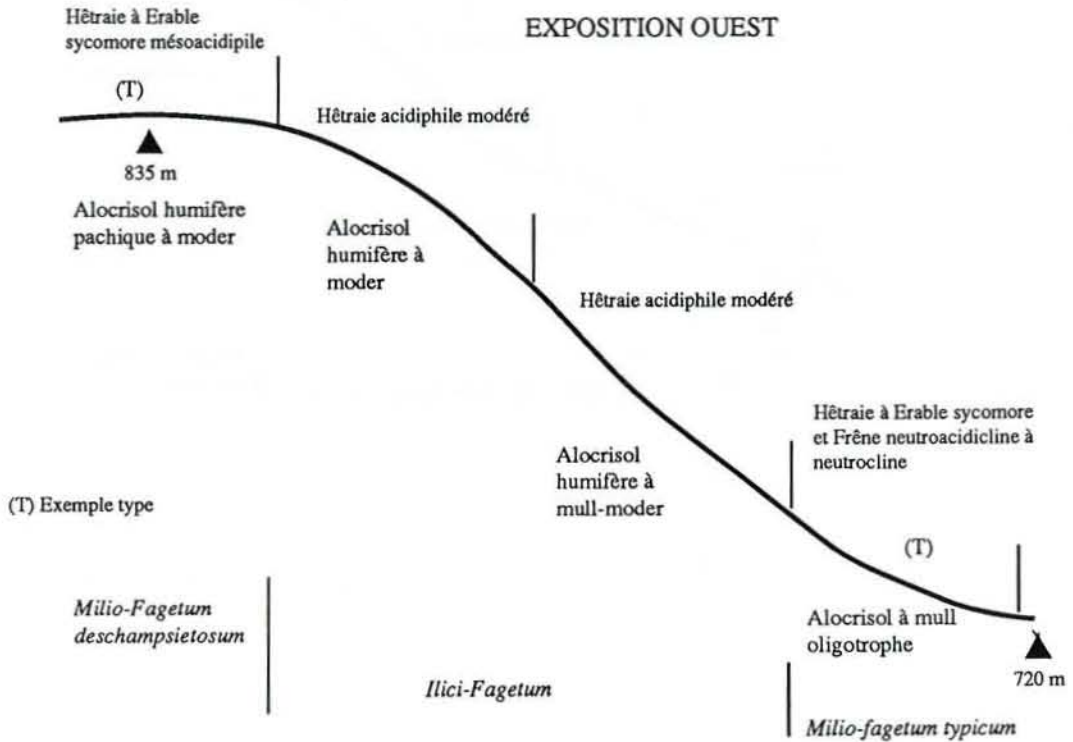 EXPOSITION OUEST
Hêtraie à Erable
sycomore mésoacidipile
(T)
835 m
Alocrisol humifère
pachique à moder
Hêtraie acidiphile modéré
Alocrisol
humifère à
moder
Hêtraie acidiphile modéré
Alocrisol
humifère à
mull-moder
Hêtraie à Erable sycomore
et Frêne neutroacidicline à
neutrocline
(T)
Alocrisol à mull
oligotrophe
720 m
(T) Exemple type
Milio-Fagetum
deschampsietosum
Ilici-Fagetum
Milio-fagetum typicum